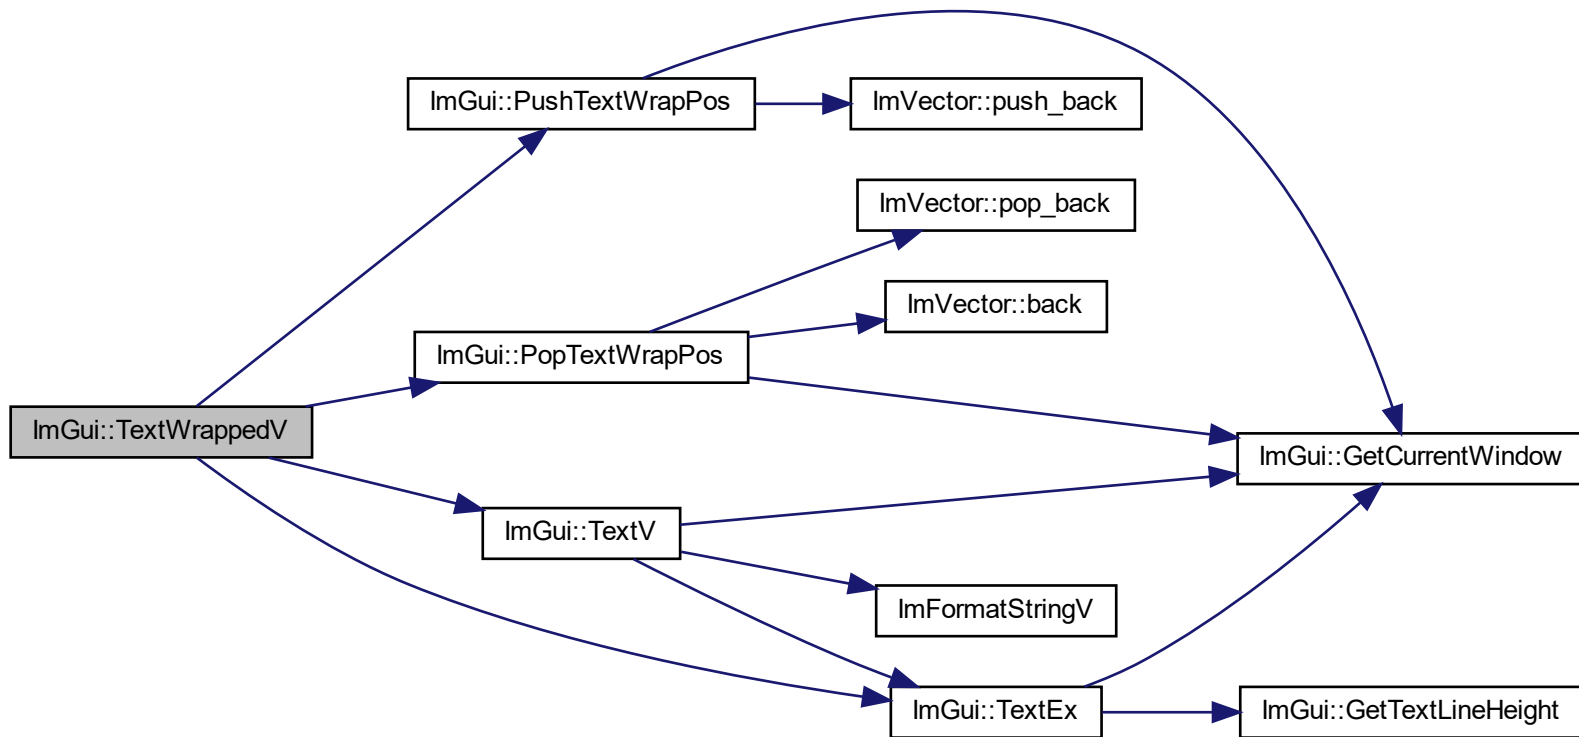 ImGui::PushTextWrapPos
ImVector::push_back
ImVector::pop_back
ImVector::back
ImGui::PopTextWrapPos
ImGui::TextWrappedV
ImGui::GetCurrentWindow
ImGui::TextV
ImFormatStringV
ImGui::TextEx
ImGui::GetTextLineHeight